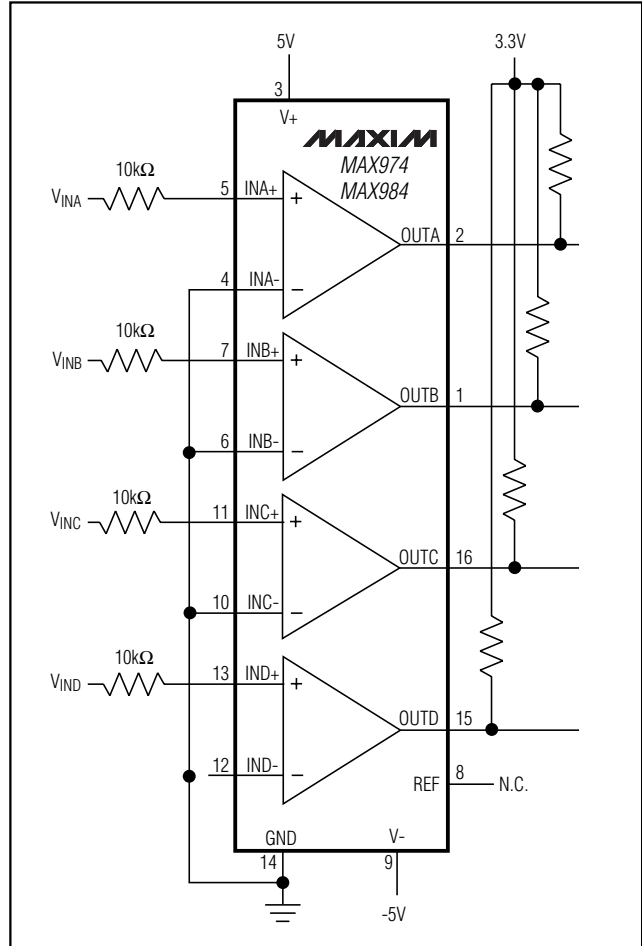 5V
3.3V
3
V+
MAXIM
MAX974
MAX984
10kΩ
VINA
5
INA+
+
OUTA
2
4
INA-
−
10kΩ
VINB
7
INB+
+
OUTB
1
6
INB-
−
10kΩ
VINC
11
INC+
+
OUTC
16
10
INC-
−
10kΩ
VIND
13
IND+
+
OUTD
15
12
IND-
−
REF
8
N.C.
GND
V-
14
9
-5V